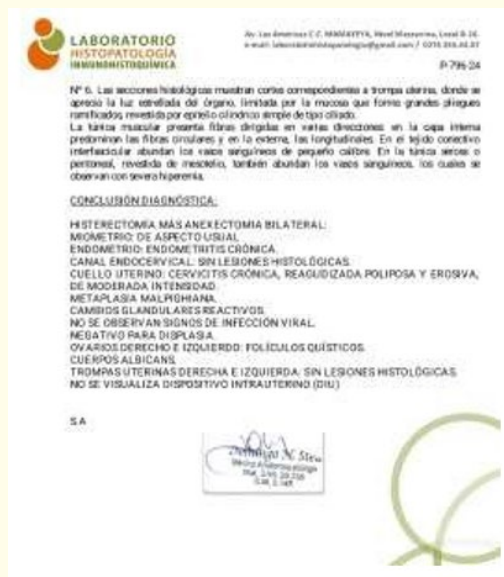 LABORATORIO
HISTOPATOLOGÍA
INMUNOHISTOQUÍMICA
Av. Las Américas C.C. MAMAYEYA, Nivel Mezzanina, Local
P-796-24
Nº 6. Las secciones histológicas muestran cortes correspondientes a trompa uterina, donde se
aprecia la luz estrellada del órgano, limitada por la mucosa que forma grandes pliegues
ramificados, revestida por epitelio cilíndrico simple de tipo ciliado.
La túnica muscular presenta fibras dirigidas en varias direcciones, en la capa interna
predominan las fibras circulares y en la externa, las longitudinales. En el tejido conectivo
interfascicular abundan los vasos sanguíneos de pequeño calibre. En la túnica serosa o
peritoneal, revestida de mesotelio, también abundan los vasos sanguíneos, los cuales se
observan con severa hiperemia.
CONCLUSIÓN DIAGNÓSTICA:
HISTERECTOMÍA MÁS ANEXECTOMIA BILATERAL:
MIOMETRIO: DE ASPECTO USUAL
ENDOMETRIO: ENDOMETRITIS CRÓNICA.
CANAL ENDOCERVICAL: SIN LESIONES HISTOLÓGICAS.
CUELLO UTERINO: CERVICITIS CRÓNICA, REAGUDIZADA POLIPOSA Y EROSIVA,
DE MODERADA INTENSIDAD.
METAPLASIA MALPIGHIANA.
CAMBIOS GLANDULARES REACTIVOS.
NO SE OBSERVAN SIGNOS DE INFECCIÓN VIRAL.
NEGATIVO PARA DISPLASIA.
OVARIOS DERECHO E IZQUIERDO: FOLÍCULOS QUÍSTICOS.
CUERPOS ALBICANS.
TROMPAS UTERINAS DERECHA E IZQUIERDA: SIN LESIONES HISTOLÓGICAS.
NO SE VISUALIZA DISPOSITIVO INTRAUTERINO (DIU)
S.A